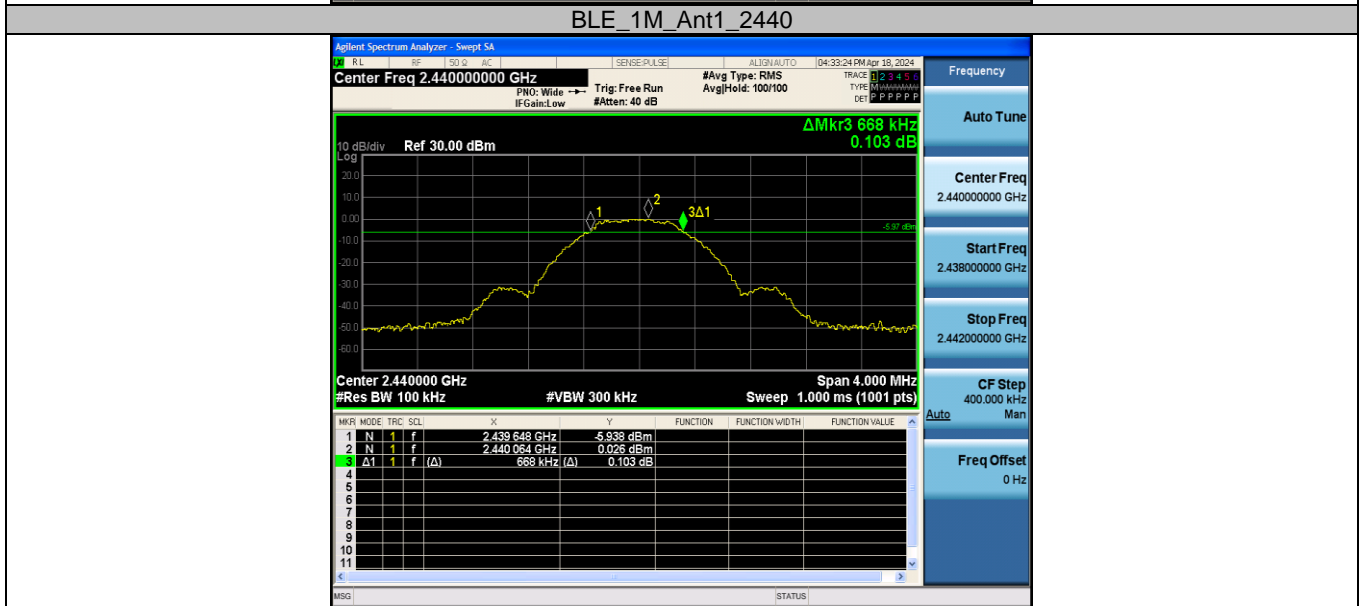 BLE_1M_Ant1_2440
Agilent Spectrum Analyzer - Swept SA
RL RF 50 Ω AC SENSE:PULSE ALIGNAUTO 04:33:24 PM Apr 18, 2024
Center Freq 2.440000000 GHz
PNO: Wide
IFGain:Low
Trig: Free Run
#Atten: 40 dB
#Avg Type: RMS
Avg|Hold: 100/100
TRACE 1 2 3 4 5 6
TYPE M
DET P P P P P P
Frequency
Auto Tune
Center Freq
2.440000000 GHz
Start Freq
2.438000000 GHz
Stop Freq
2.442000000 GHz
CF Step
400.000 kHz
Auto Man
Freq Offset
0 Hz
ΔMkr3 668 kHz
0.103 dB
10 dB/div Ref 30.00 dBm
Log
20.0
10.0
0.00
-10.0
-20.0
-30.0
-40.0
-50.0
-60.0
1
2
3Δ1
-5.97 dBm
Center 2.440000 GHz Span 4.000 MHz
#Res BW 100 kHz #VBW 300 kHz Sweep 1.000 ms (1001 pts)
MKR MODE TRC SCL X Y FUNCTION FUNCTION WIDTH FUNCTION VALUE
1 N 1 f 2.439 648 GHz -5.938 dBm
2 N 1 f 2.440 064 GHz 0.026 dBm
3 Δ1 1 f (Δ) 668 kHz (Δ) 0.103 dB
4
5
6
7
8
9
10
11
MSG STATUS